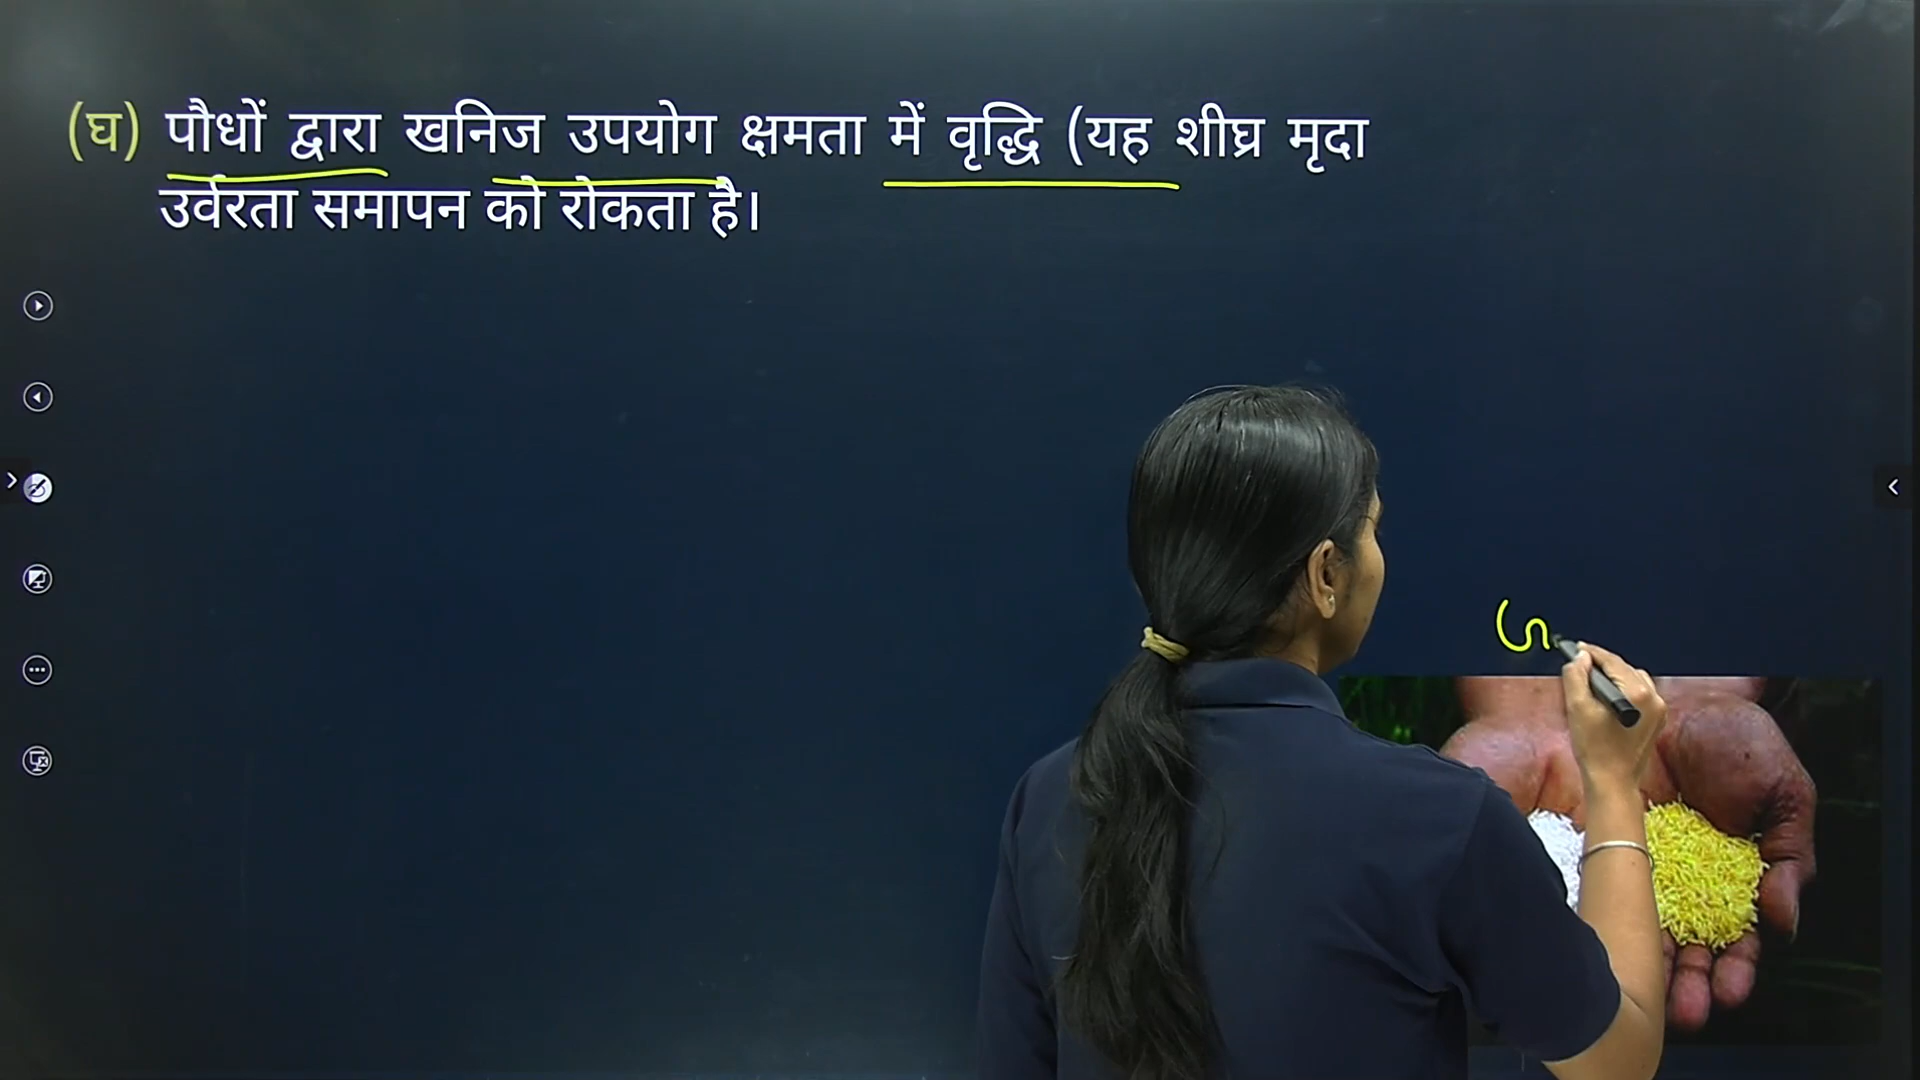 (घ) पौधों द्वारा खनिज उपयोग क्षमता में वृद्धि (यह शीघ्र मृदा
उर्वरता समापन को रोकता है।